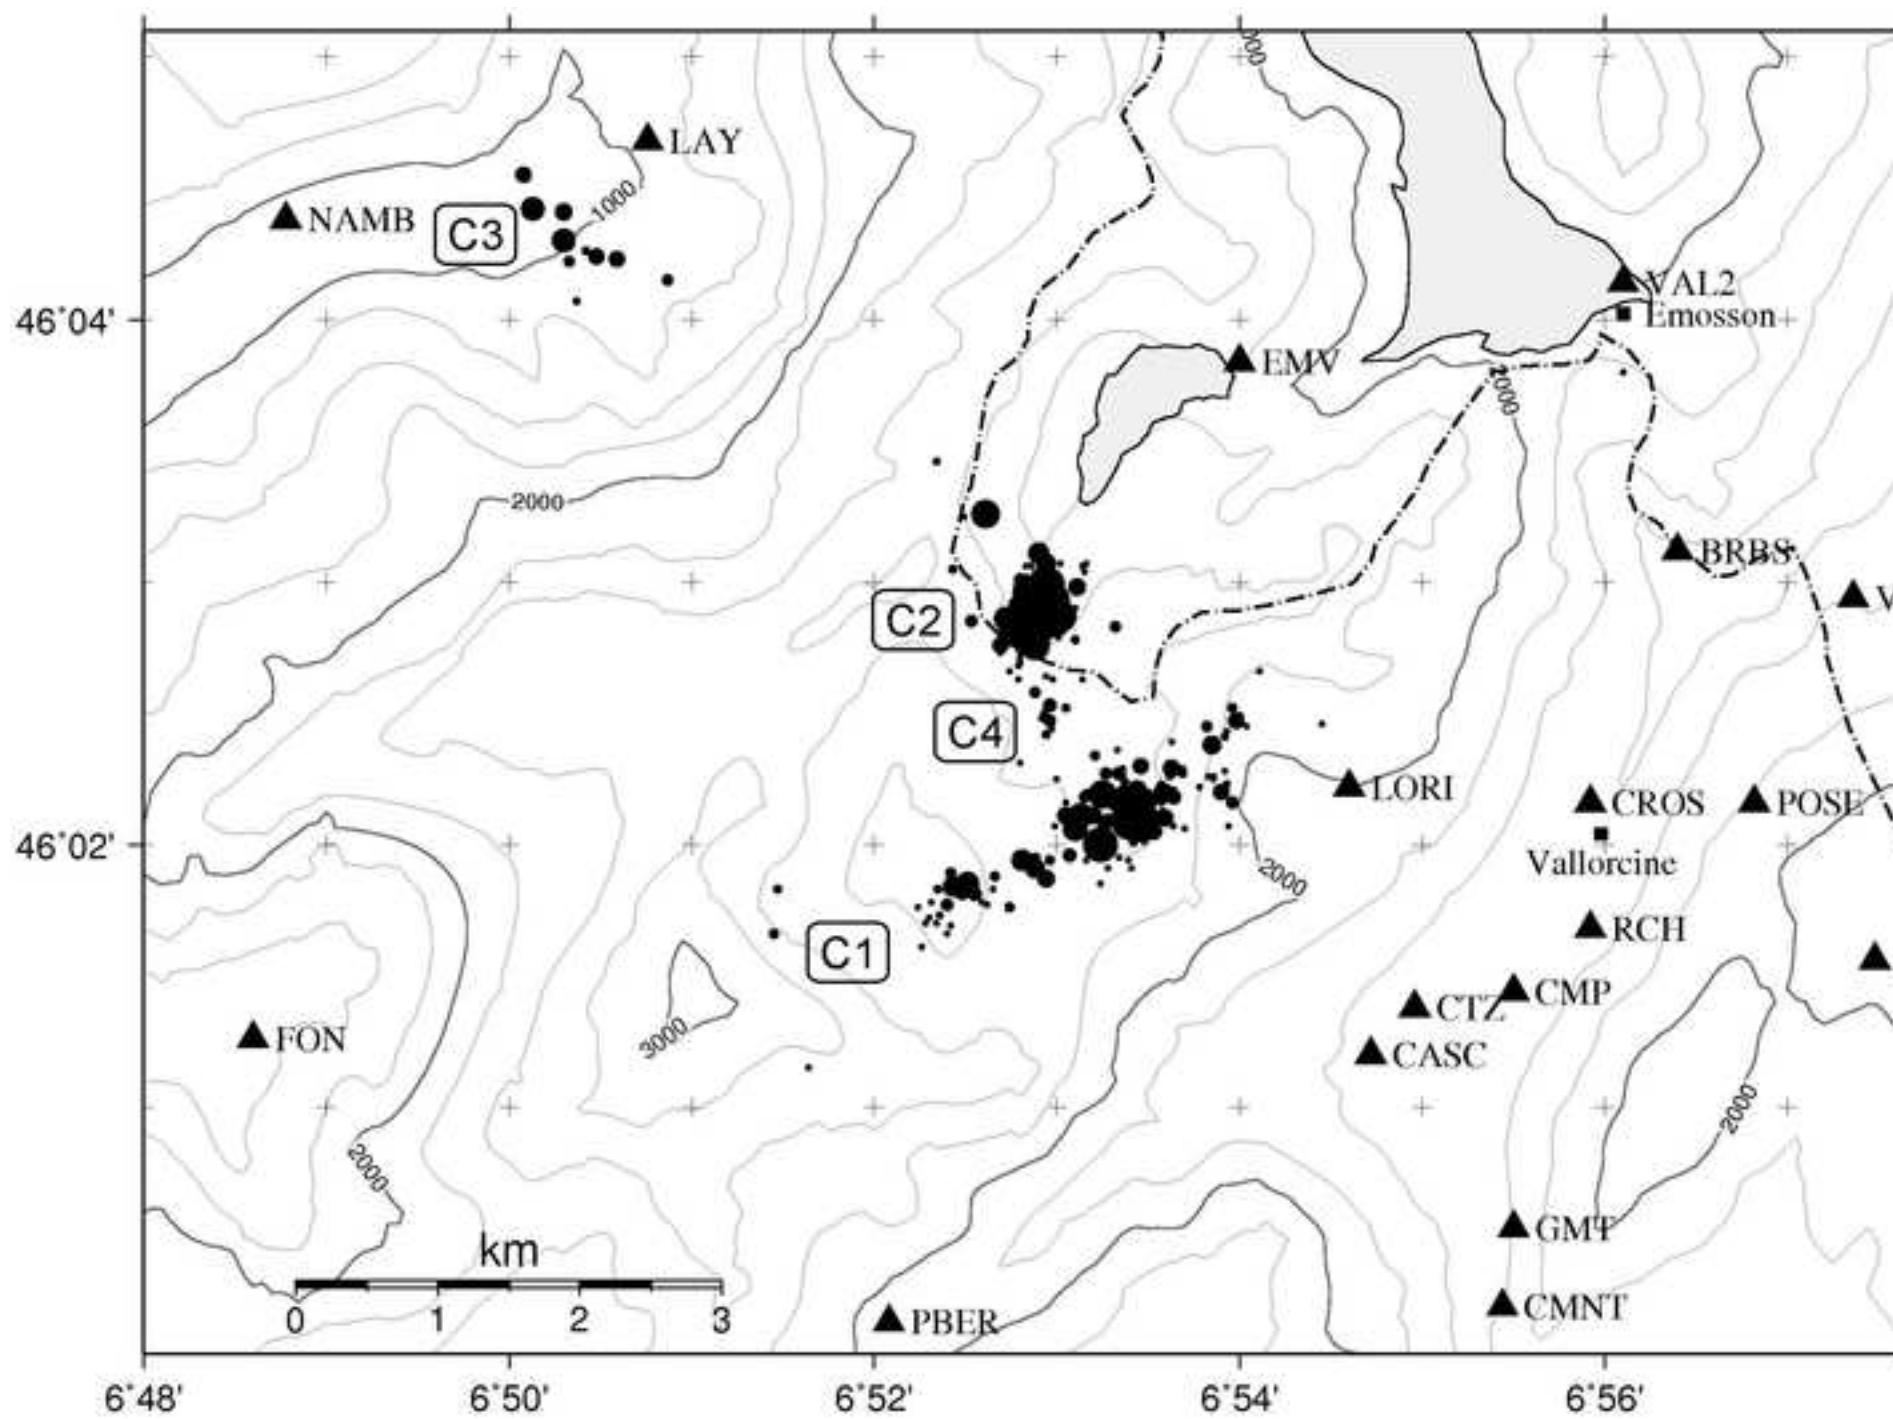 000
LAY
1000
NAMB
C3
VAL2
46°04'
Emosson
EMV
2000
2000
BRBS
V
C2
C4
LORI
CROS
POSE
46°02'
Vallorcine
2000
RCH
C1
CMP
CTZ
3000
FON
CASC
2000
2000
GMT
km
CMNT
PBER
0 1 2 3
6°48' 6°50' 6°52' 6°54' 6°56'